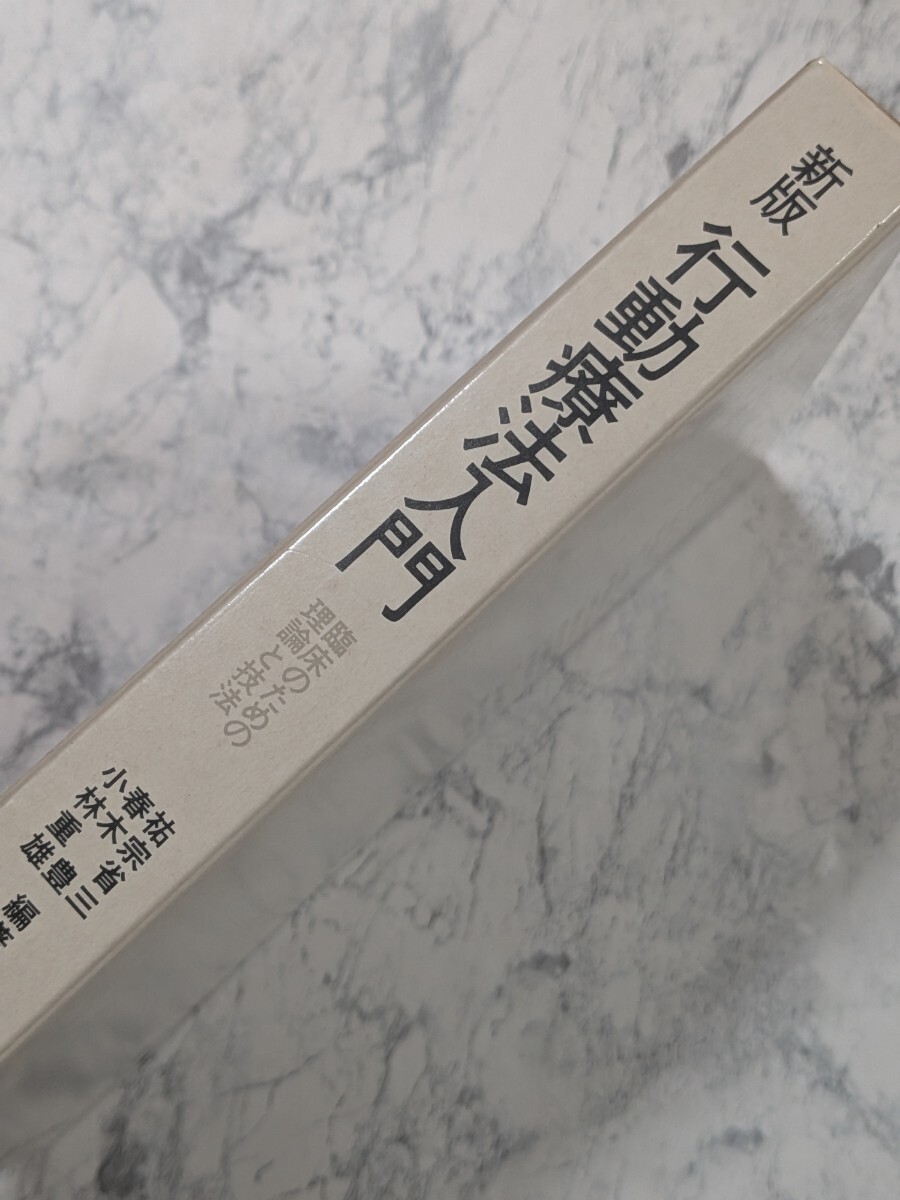 新版
行動療法入門
臨床のための
理論と技法
祐宗省三
春木豊
小林重雄
編